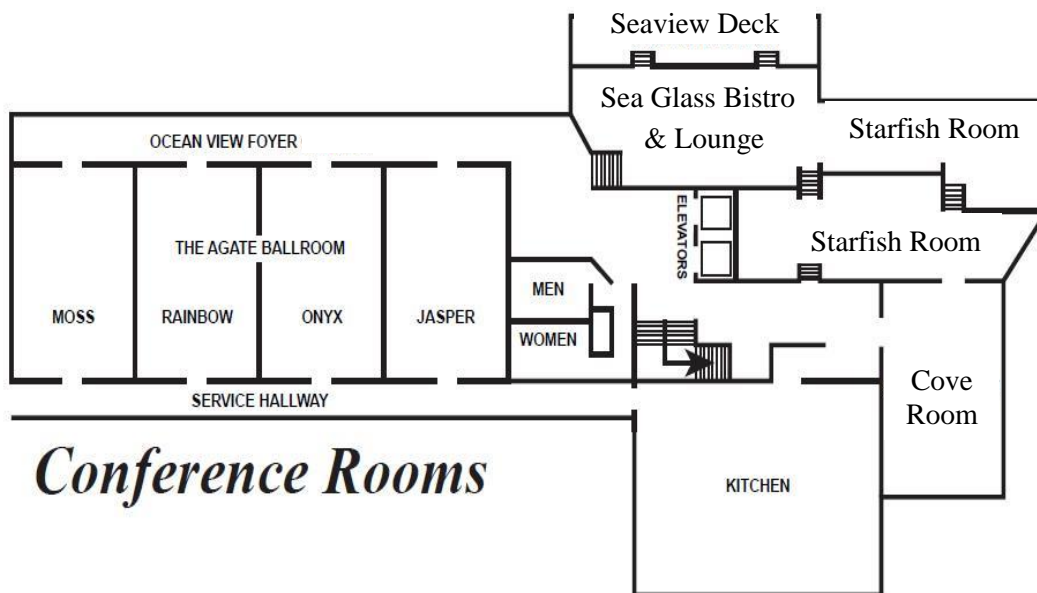 Seaview Deck
Sea Glass Bistro
& Lounge
Starfish Room
OCEAN VIEW FOYER
ELEVATORS
Starfish Room
THE AGATE BALLROOM
MEN
MOSS
RAINBOW
ONYX
JASPER
WOMEN
Cove
Room
SERVICE HALLWAY
Conference Rooms
KITCHEN